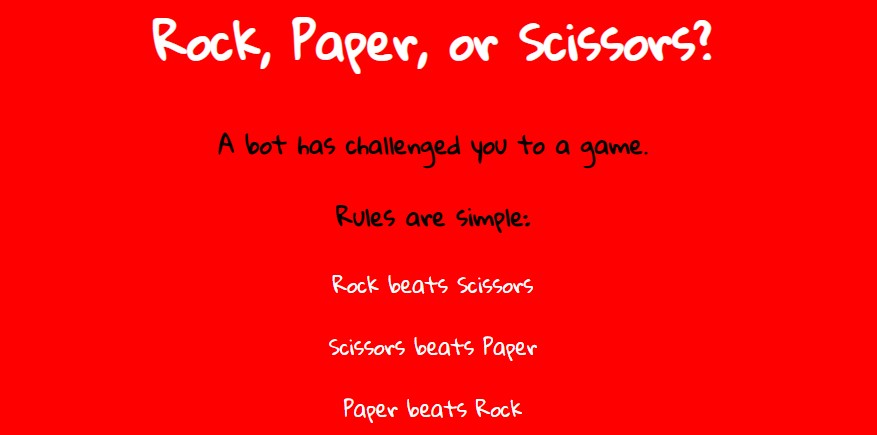 Rock, Paper, or Scissors?
A bot has challenged you to a game.
Rules are simple:
Rock beats Scissors
Scissors beats Paper
Paper beats Rock